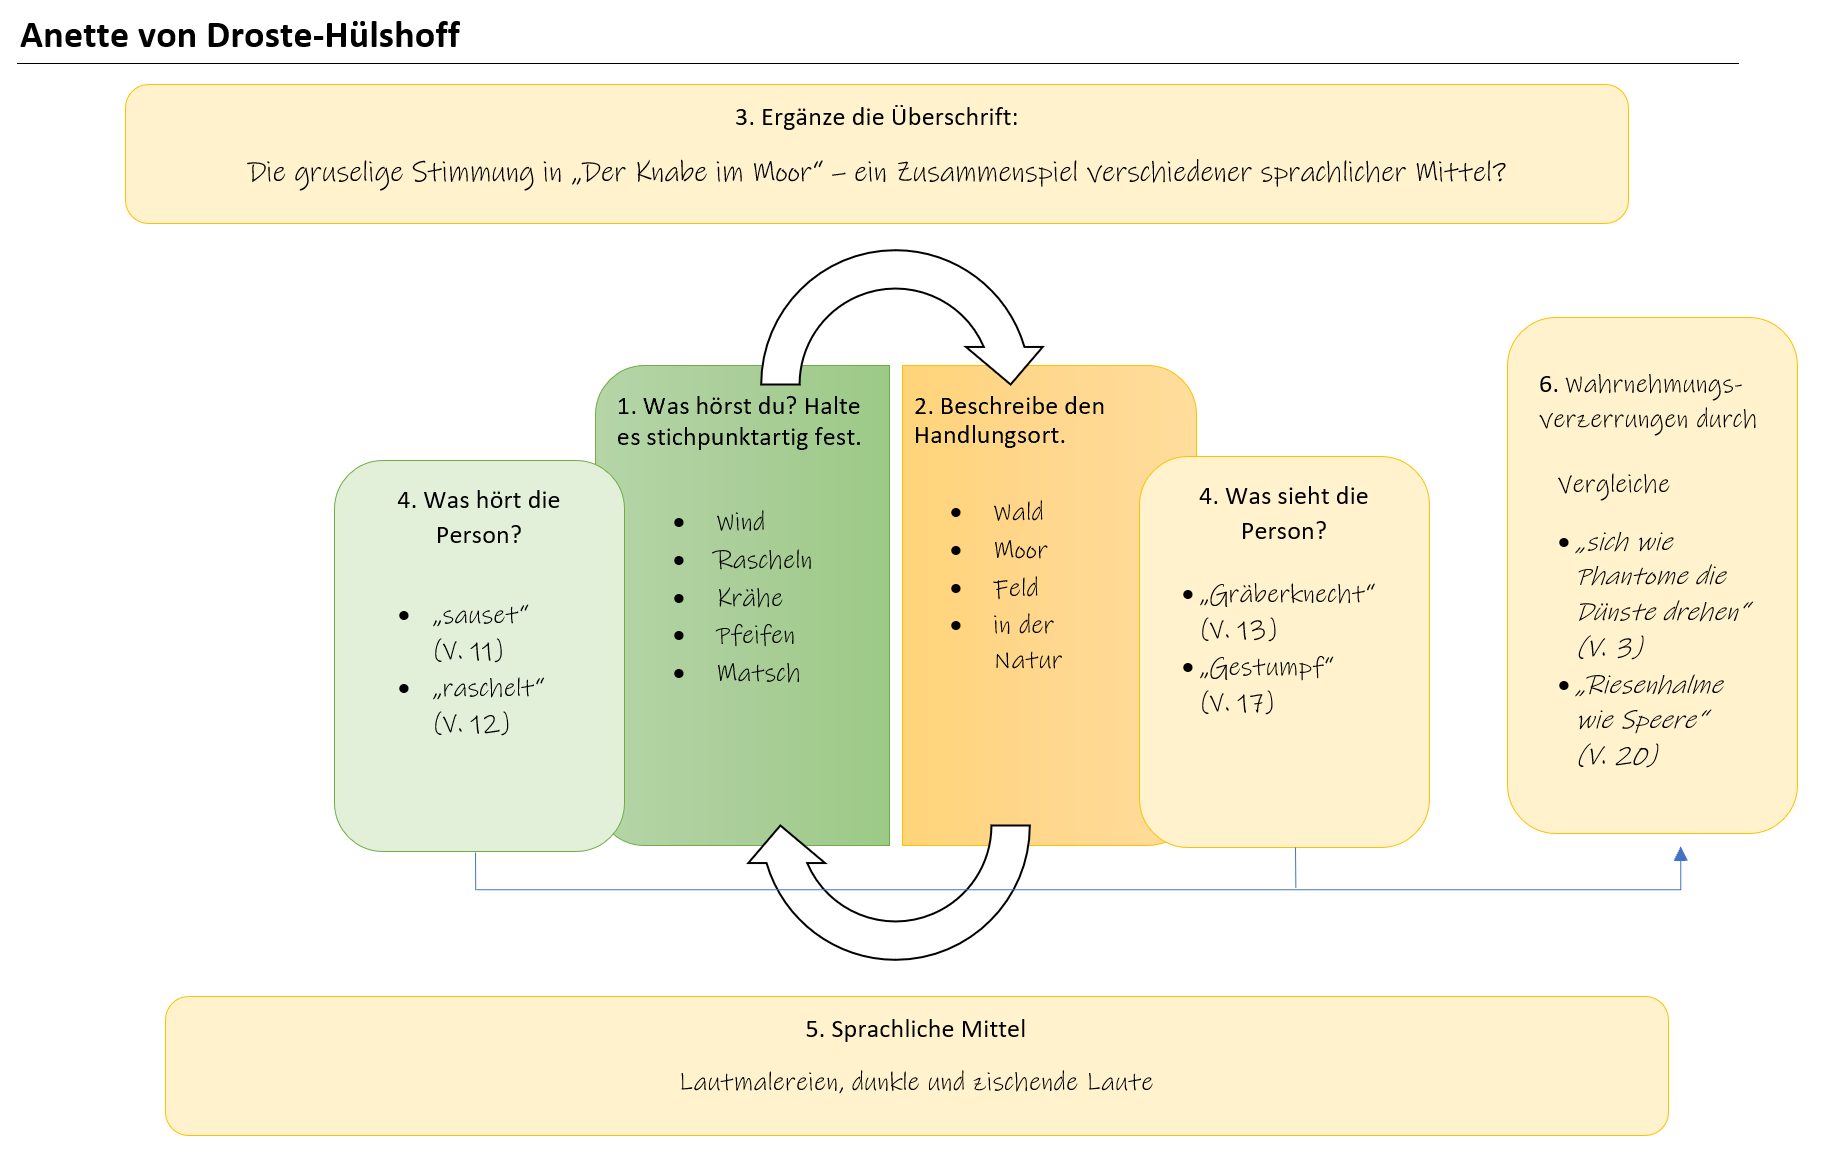 Anette von Droste-Hülshoff
3. Ergänze die Überschrift:
Die gruselige Stimmung in „Der Knabe im Moor“ – ein Zusammenspiel verschiedener sprachlicher Mittel?
1. Was hörst du? Halte
es stichpunktartig fest.
• Wind
• Rascheln
• Krähe
• Pfeifen
• Matsch
2. Beschreibe den
Handlungsort.
• Wald
• Moor
• Feld
• in der
Natur
4. Was hört die
Person?
• „sauset“
(V. 11)
• „raschelt“
(V. 12)
4. Was sieht die
Person?
• „Gräberknecht“
(V. 13)
• „Gestumpf“
(V. 17)
6. Wahrnehmungs-
verzerrungen durch
Vergleiche
• „sich wie
Phantome die
Dünste drehen“
(V. 3)
• „Riesenhalme
wie Speere“
(V. 20)
5. Sprachliche Mittel
Lautmalereien, dunkle und zischende Laute